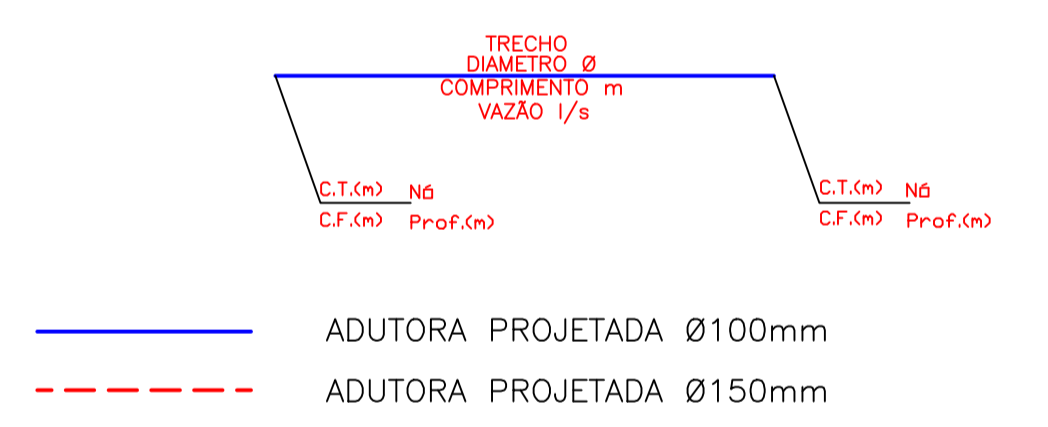 TRECHO
DIAMETRO Ø
COMPRIMENTO m
VAZÃO l/s
C.T.(m) Nó
C.F.(m) Prof.(m)
C.T.(m) Nó
C.F.(m) Prof.(m)
ADUTORA PROJETADA Ø100mm
ADUTORA PROJETADA Ø150mm